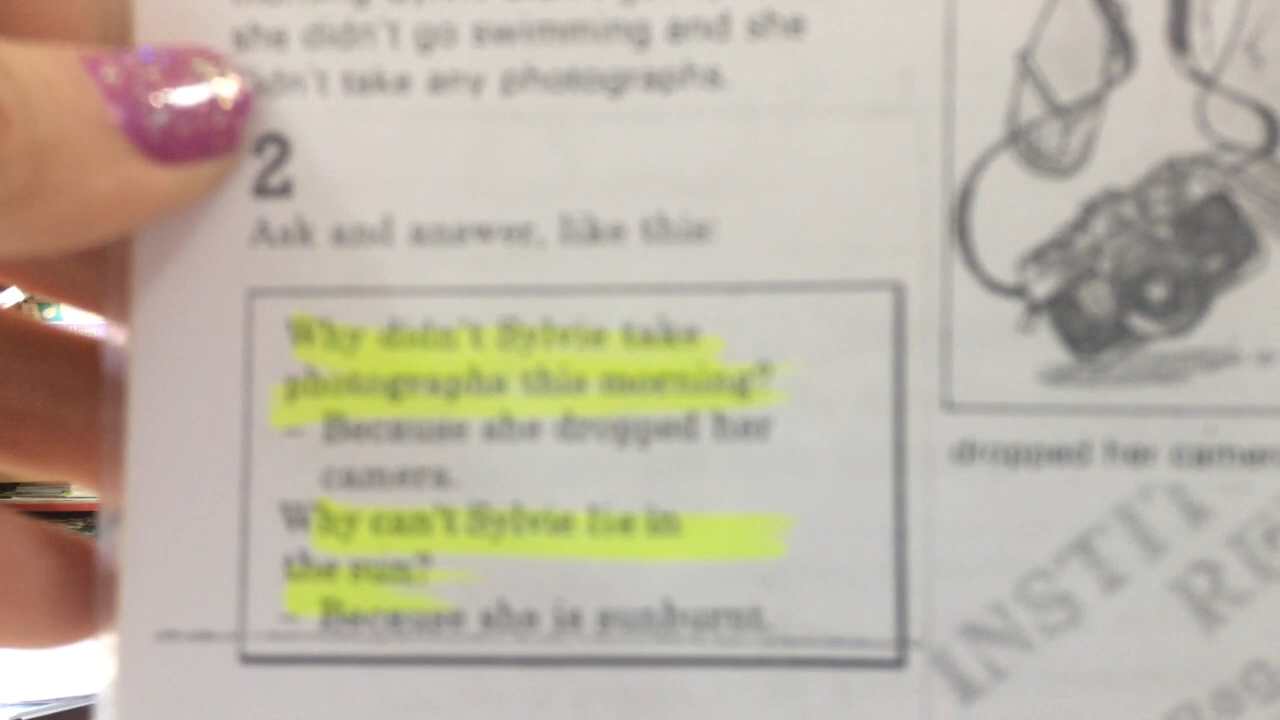 she didn't go swimming and she
didn't take any photographs.
2
Ask and answer, like this:
Why didn't Sylvie take
photographs this morning?
– Because she dropped her
camera.
Why can't Sylvie lie in
the sun?
– Because she is sunburnt.
dropped her camera